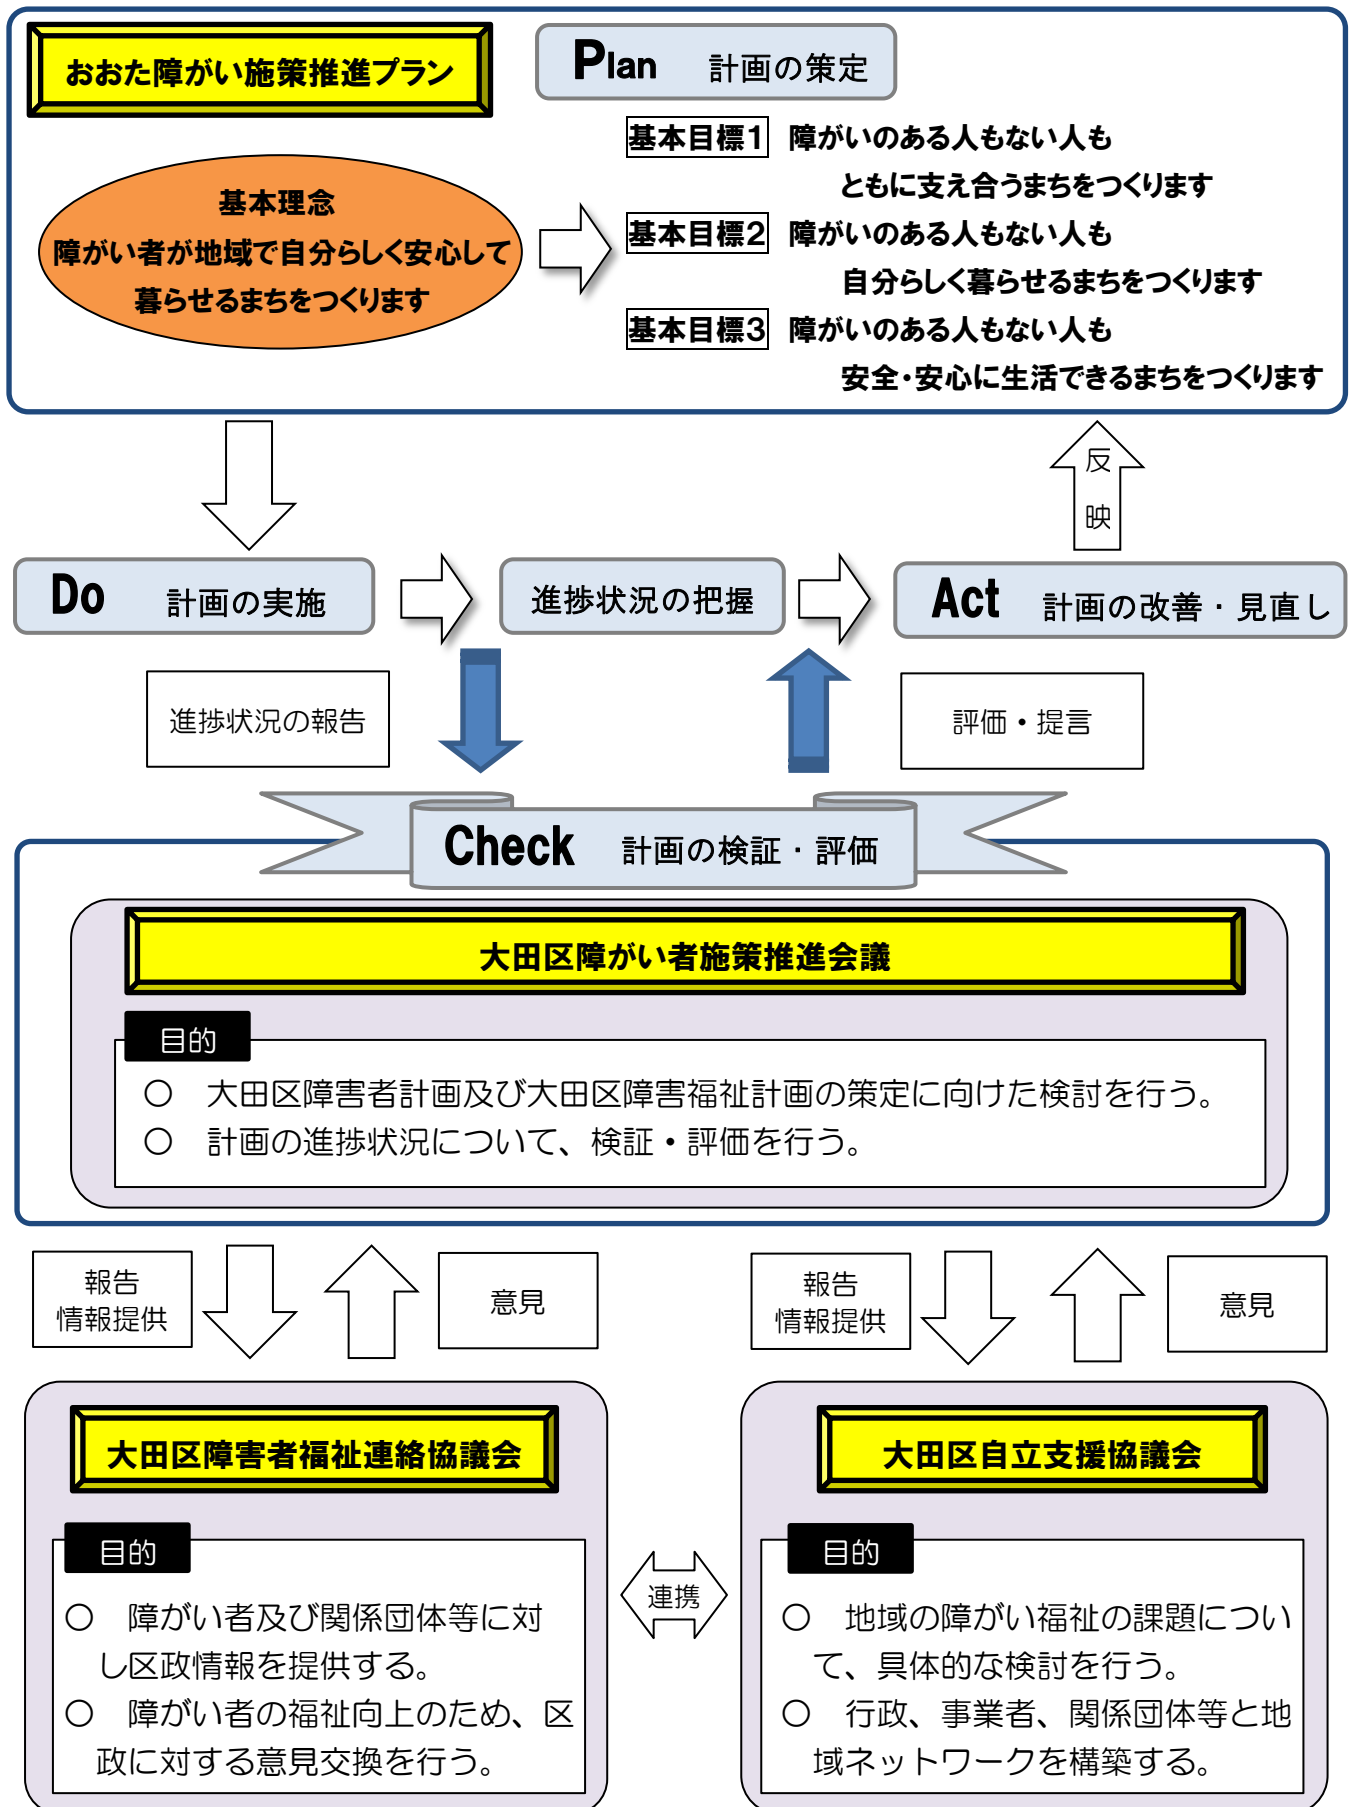 おおた障がい施策推進プラン
Plan 計画の策定
基本理念
障がい者が地域で自分らしく安心して
暮らせるまちをつくります
基本目標1 障がいのある人もない人も
ともに支え合うまちをつくります
基本目標2 障がいのある人もない人も
自分らしく暮らせるまちをつくります
基本目標3 障がいのある人もない人も
安全・安心に生活できるまちをつくります
反
映
Do 計画の実施
進捗状況の把握
Act 計画の改善・見直し
進捗状況の報告
評価・提言
Check 計画の検証・評価
大田区障がい者施策推進会議
目的
○ 大田区障害者計画及び大田区障害福祉計画の策定に向けた検討を行う。
○ 計画の進捗状況について、検証・評価を行う。
報告
情報提供
意見
報告
情報提供
意見
大田区障害者福祉連絡協議会
目的
○ 障がい者及び関係団体等に対
し区政情報を提供する。
○ 障がい者の福祉向上のため、区
政に対する意見交換を行う。
連携
大田区自立支援協議会
目的
○ 地域の障がい福祉の課題につい
て、具体的な検討を行う。
○ 行政、事業者、関係団体等と地
域ネットワークを構築する。